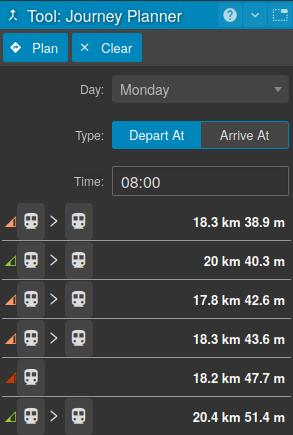 Tool: Journey Planner
Plan Clear
Day: Monday
Type: Depart At Arrive At
Time: 08:00
> 18.3 km 38.9 m
> 20 km 40.3 m
> 17.8 km 42.6 m
> 18.3 km 43.6 m
18.2 km 47.7 m
> 20.4 km 51.4 m